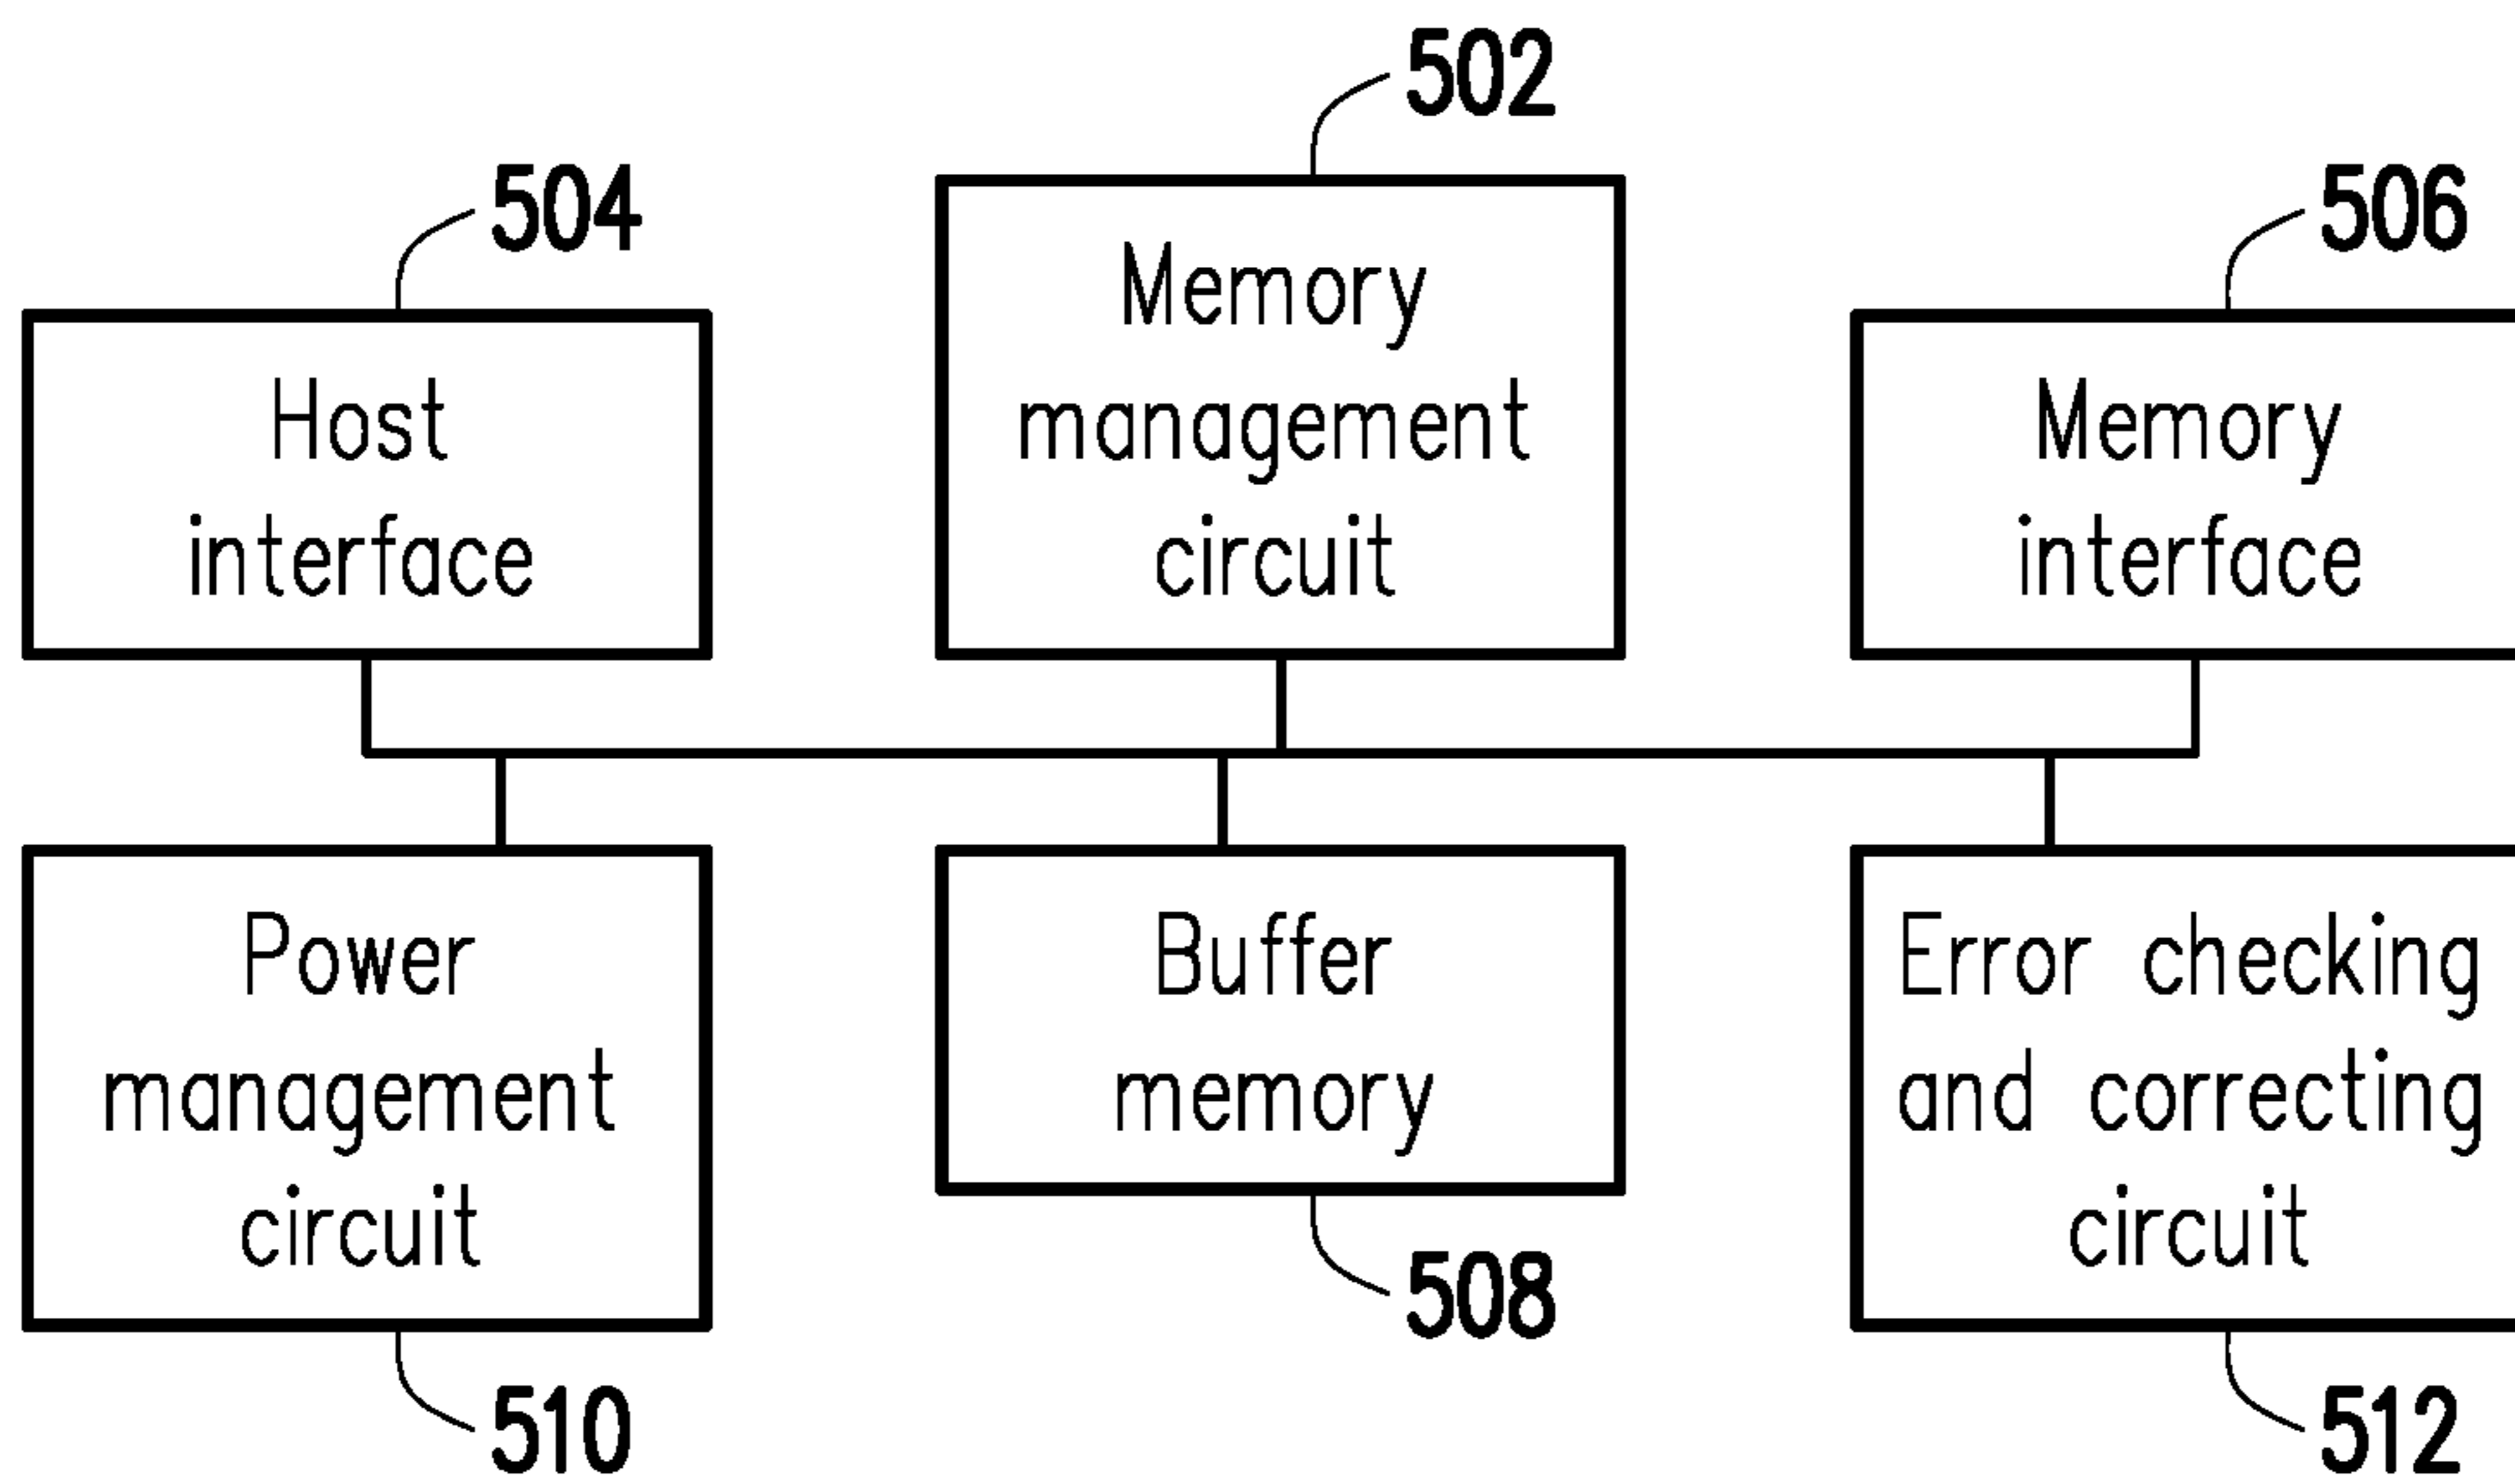 502
504
506
Host
interface
Memory
management
circuit
Memory
interface
Power
management
circuit
Buffer
memory
Error checking
and correcting
circuit
508
510
512